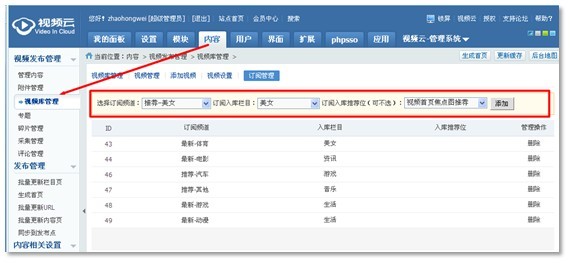 视频云
Video In Cloud
您好！zhaohongwei [超级管理员] [退出] 站点首页 会员中心 搜索
锁屏 视频云 授权 支持论坛 帮助？
我的面板 设置 模块 内容 用户 界面 扩展 phpsso 应用 视频云-管理系统
视频发布管理
管理内容
附件管理
视频库管理
专题
碎片管理
采集管理
评论管理
发布管理
批量更新栏目页
生成首页
批量更新URL
批量更新内容页
同步到发布点
内容相关设置
当前位置：内容 > 视频发布管理 > 视频库管理 >
生成首页 更新缓存 后台地图
视频库管理 视频管理 添加视频 视频设置 订阅管理
选择订阅频道： 推荐-美女 订阅入库栏目： 美女 订阅入库推荐位（可不选）： 视频首页焦点图推荐 添加
ID 订阅频道 入库栏目 入库推荐位 管理操作
43 最新-体育 美女 删除
44 最新-电影 资讯 删除
46 推荐-汽车 游戏 删除
47 推荐-其他 音乐 删除
48 最新-游戏 生活 删除
49 最新-动漫 生活 删除